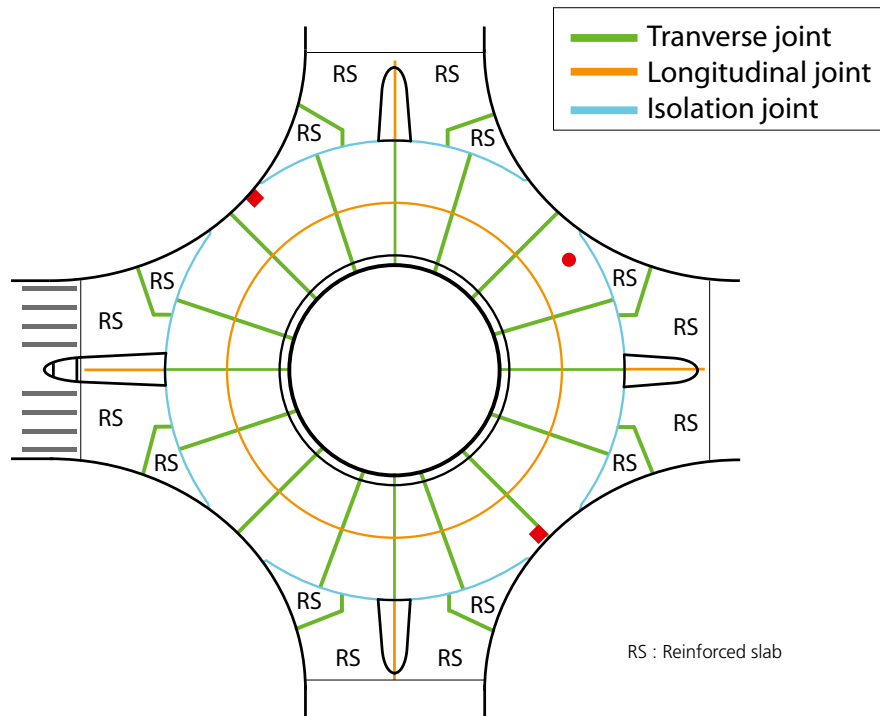 Tranverse joint
Longitudinal joint
Isolation joint
RS RS
RS RS
RS RS
RS RS
RS RS
RS RS
RS RS
RS RS
RS : Reinforced slab